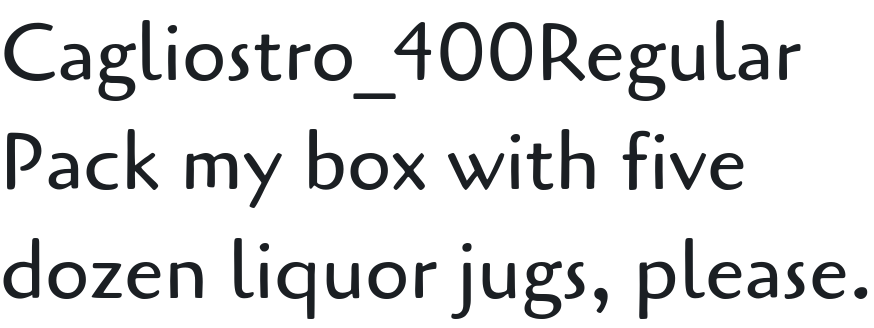 Cagliostro_400Regular
Pack my box with five
dozen liquor jugs, please.